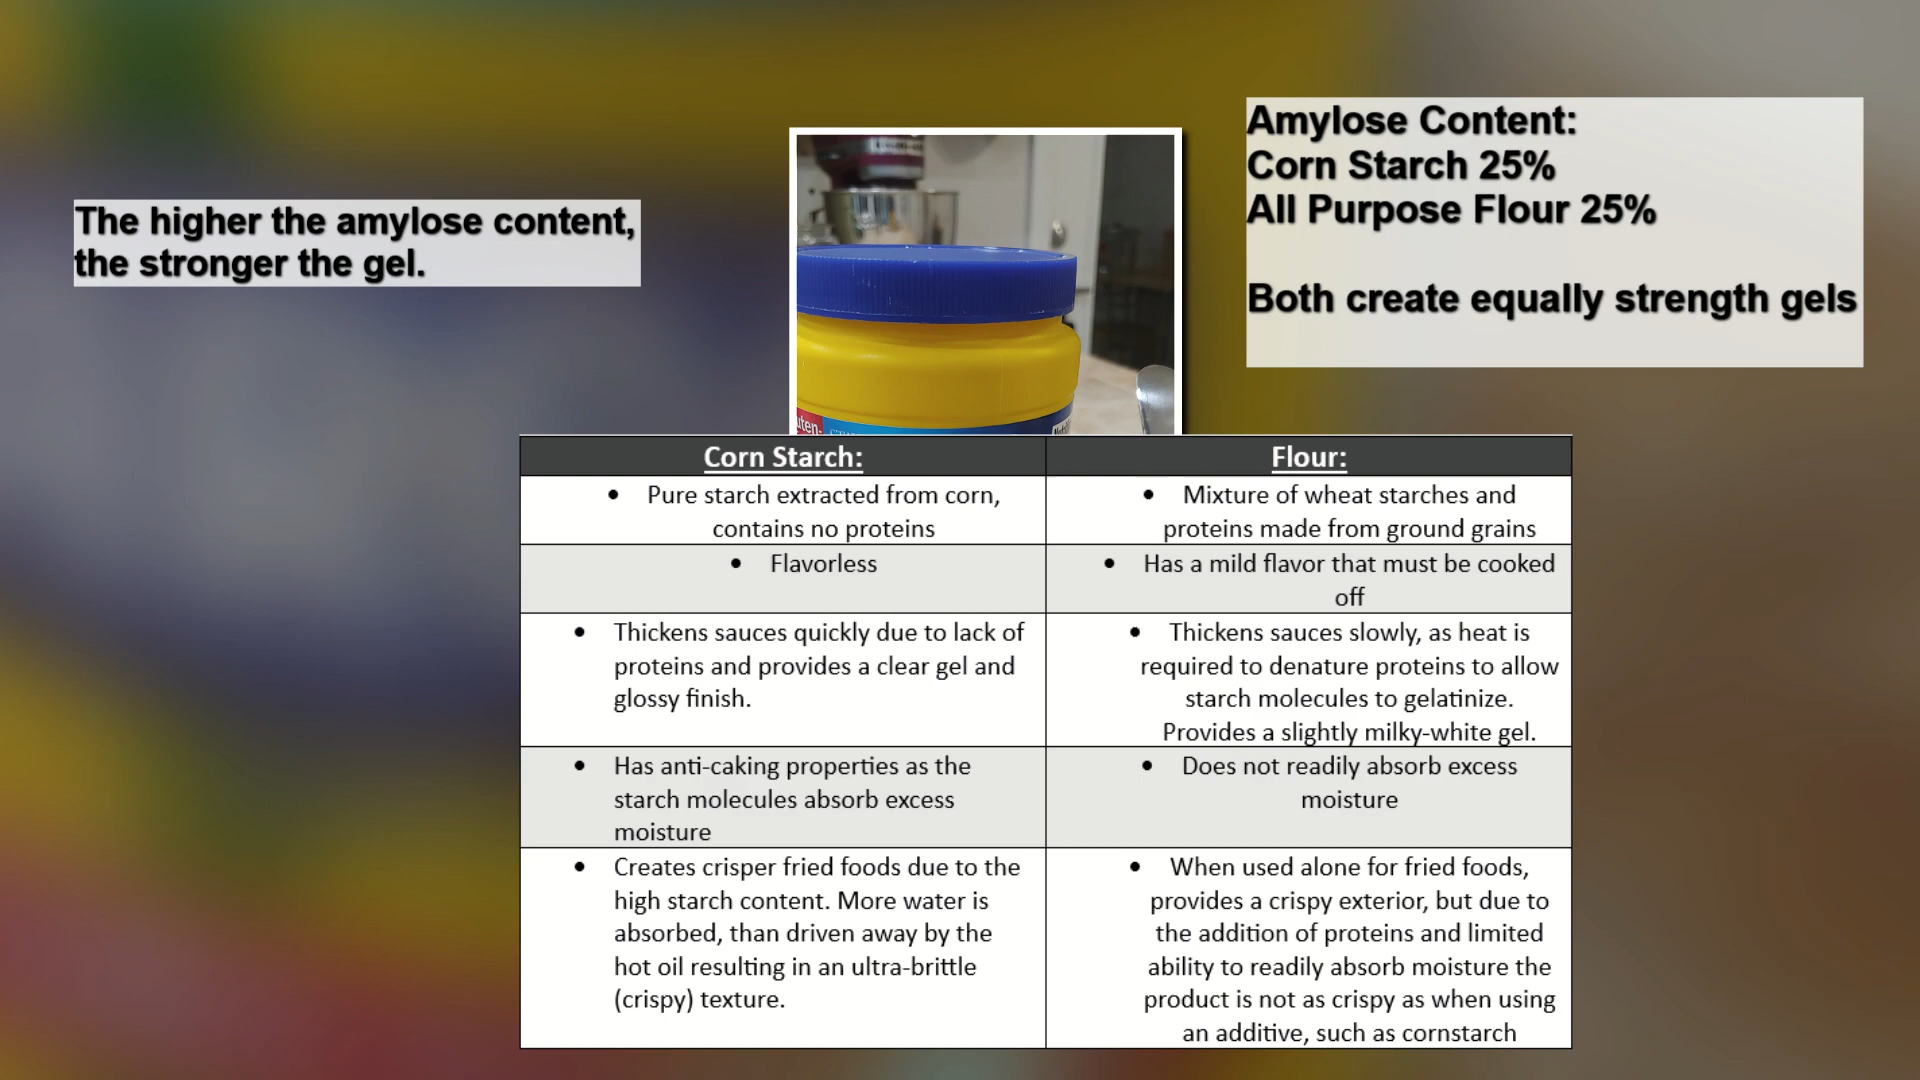 The higher the amylose content,
the stronger the gel.
Amylose Content:
Corn Starch 25%
All Purpose Flour 25%
Both create equally strength gels
Corn Starch:
• Pure starch extracted from corn,
contains no proteins
• Flavorless
• Thickens sauces quickly due to lack of
proteins and provides a clear gel and
glossy finish.
• Has anti-caking properties as the
starch molecules absorb excess
moisture
• Creates crisper fried foods due to the
high starch content. More water is
absorbed, than driven away by the
hot oil resulting in an ultra-brittle
(crispy) texture.
Flour:
• Mixture of wheat starches and
proteins made from ground grains
• Has a mild flavor that must be cooked
off
• Thickens sauces slowly, as heat is
required to denature proteins to allow
starch molecules to gelatinize.
Provides a slightly milky-white gel.
• Does not readily absorb excess
moisture
• When used alone for fried foods,
provides a crispy exterior, but due to
the addition of proteins and limited
ability to readily absorb moisture the
product is not as crispy as when using
an additive, such as cornstarch